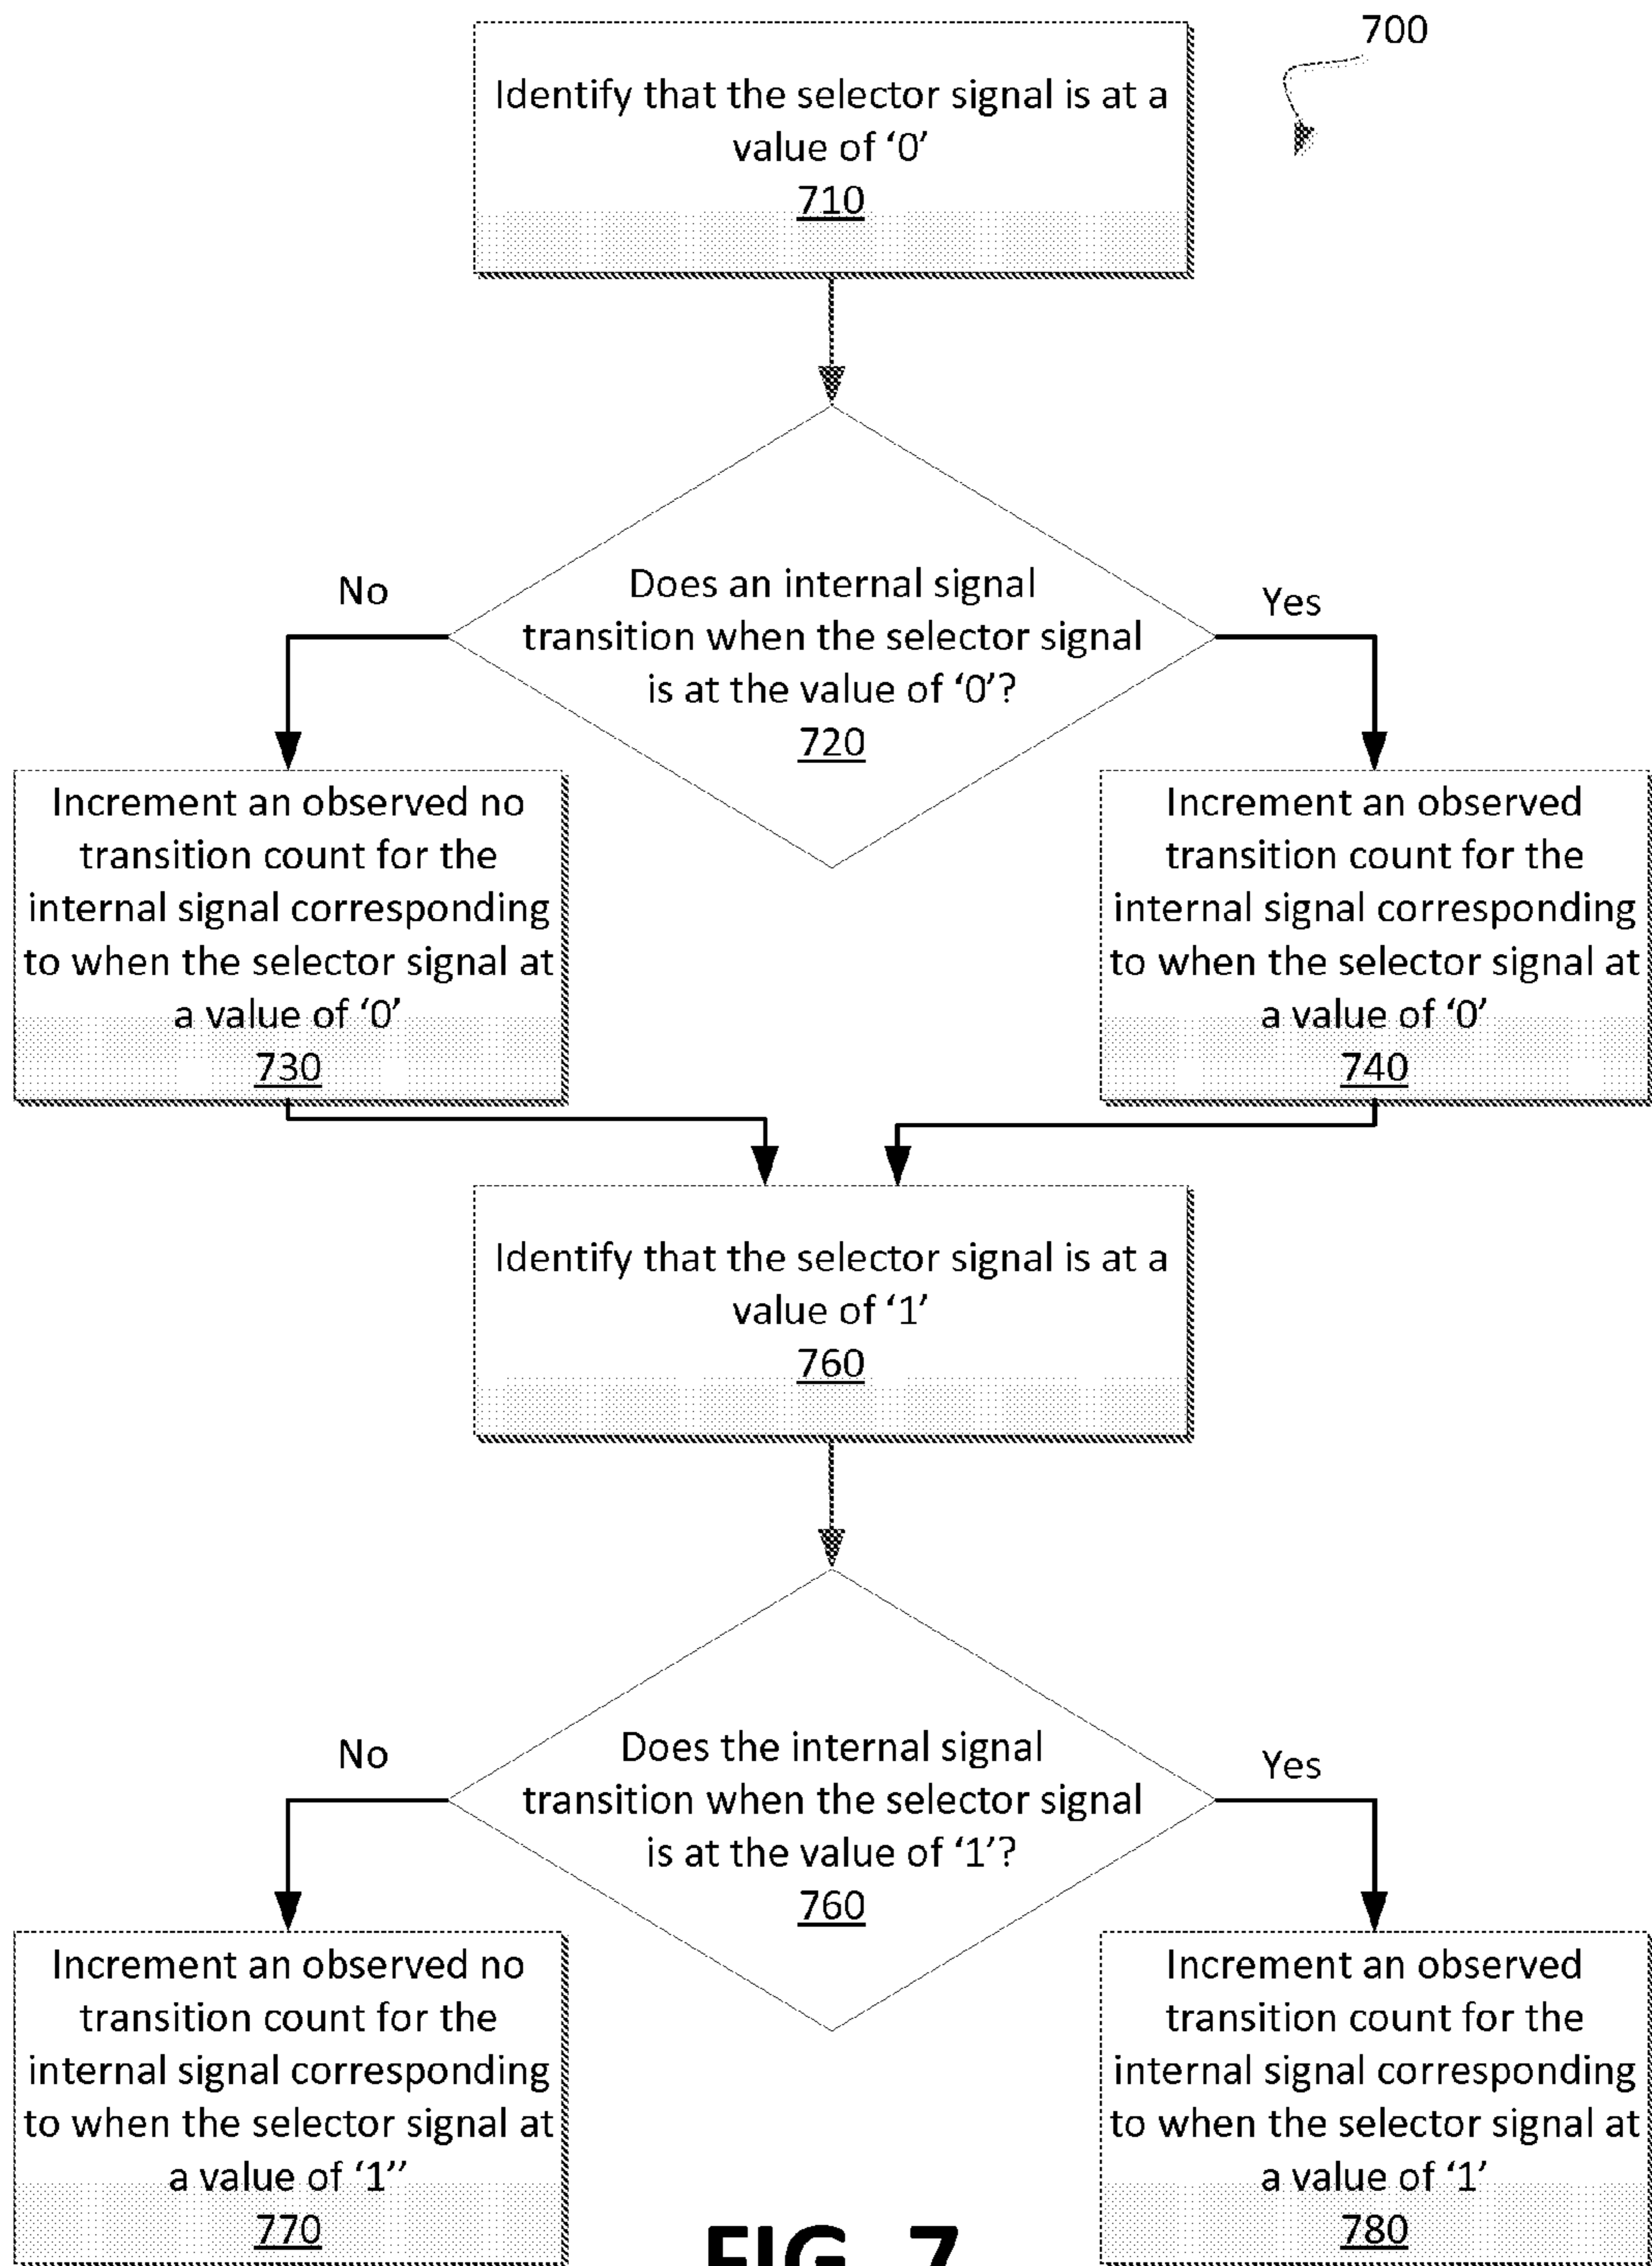 700
Identify that the selector signal is at a
value of ‘0’
710
No
Does an internal signal
transition when the selector signal
is at the value of ‘0’?
720
Yes
Increment an observed no
transition count for the
internal signal corresponding
to when the selector signal at
a value of ‘0’
730
Increment an observed
transition count for the
internal signal corresponding
to when the selector signal at
a value of ‘0’
740
Identify that the selector signal is at a
value of ‘1’
760
No
Does the internal signal
transition when the selector signal
is at the value of ‘1’?
760
Yes
Increment an observed no
transition count for the
internal signal corresponding
to when the selector signal at
a value of ‘1’’
770
Increment an observed
transition count for the
internal signal corresponding
to when the selector signal at
a value of ‘1’
780
FIG. 7